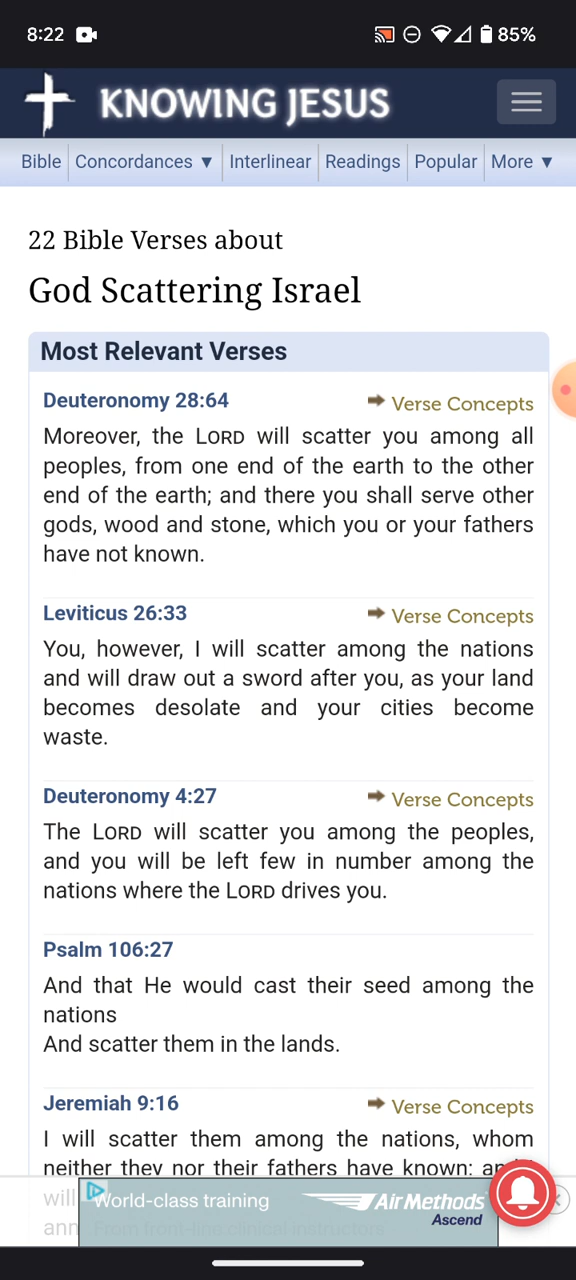 8:22
85%
KNOWING JESUS
Bible Concordances ▼ Interlinear Readings Popular More ▼
22 Bible Verses about
God Scattering Israel
Most Relevant Verses
Deuteronomy 28:64 ➡ Verse Concepts
Moreover, the LORD will scatter you among all
peoples, from one end of the earth to the other
end of the earth; and there you shall serve other
gods, wood and stone, which you or your fathers
have not known.
Leviticus 26:33 ➡ Verse Concepts
You, however, I will scatter among the nations
and will draw out a sword after you, as your land
becomes desolate and your cities become
waste.
Deuteronomy 4:27 ➡ Verse Concepts
The LORD will scatter you among the peoples,
and you will be left few in number among the
nations where the LORD drives you.
Psalm 106:27
And that He would cast their seed among the
nations
And scatter them in the lands.
Jeremiah 9:16 ➡ Verse Concepts
I will scatter them among the nations, whom
neither they nor their fathers have known;
will
World-class training
From front-line clinical instructors
Air Methods
Ascend